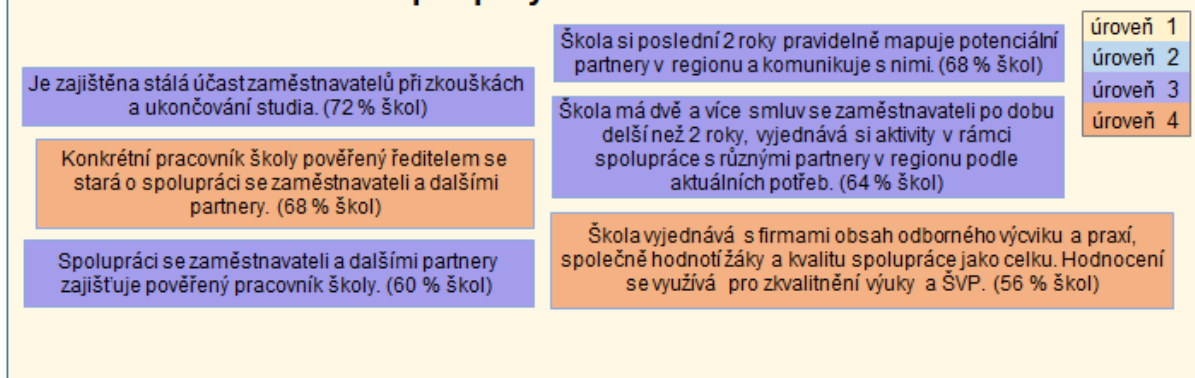 Je zajištěna stálá účast zaměstnavatelů při zkouškách
a ukončování studia. (72 % škol)
Konkrétní pracovník školy pověřený ředitelem se
stará o spolupráci se zaměstnavateli a dalšími
partnery. (68 % škol)
Spolupráci se zaměstnavateli a dalšími partnery
zajišťuje pověřený pracovník školy. (60 % škol)
Škola si poslední 2 roky pravidelně mapuje potenciální
partnery v regionu a komunikuje s nimi. (68 % škol)
Škola má dvě a více smluv se zaměstnavateli po dobu
delší než 2 roky, vyjednává si aktivity v rámci
spolupráce s různými partnery v regionu podle
aktuálních potřeb. (64 % škol)
Škola vyjednává s firmami obsah odborného výcviku a praxí,
společně hodnotí žáky a kvalitu spolupráce jako celku. Hodnocení
se využívá pro zkvalitnění výuky a ŠVP. (56 % škol)
úroveň 1
úroveň 2
úroveň 3
úroveň 4